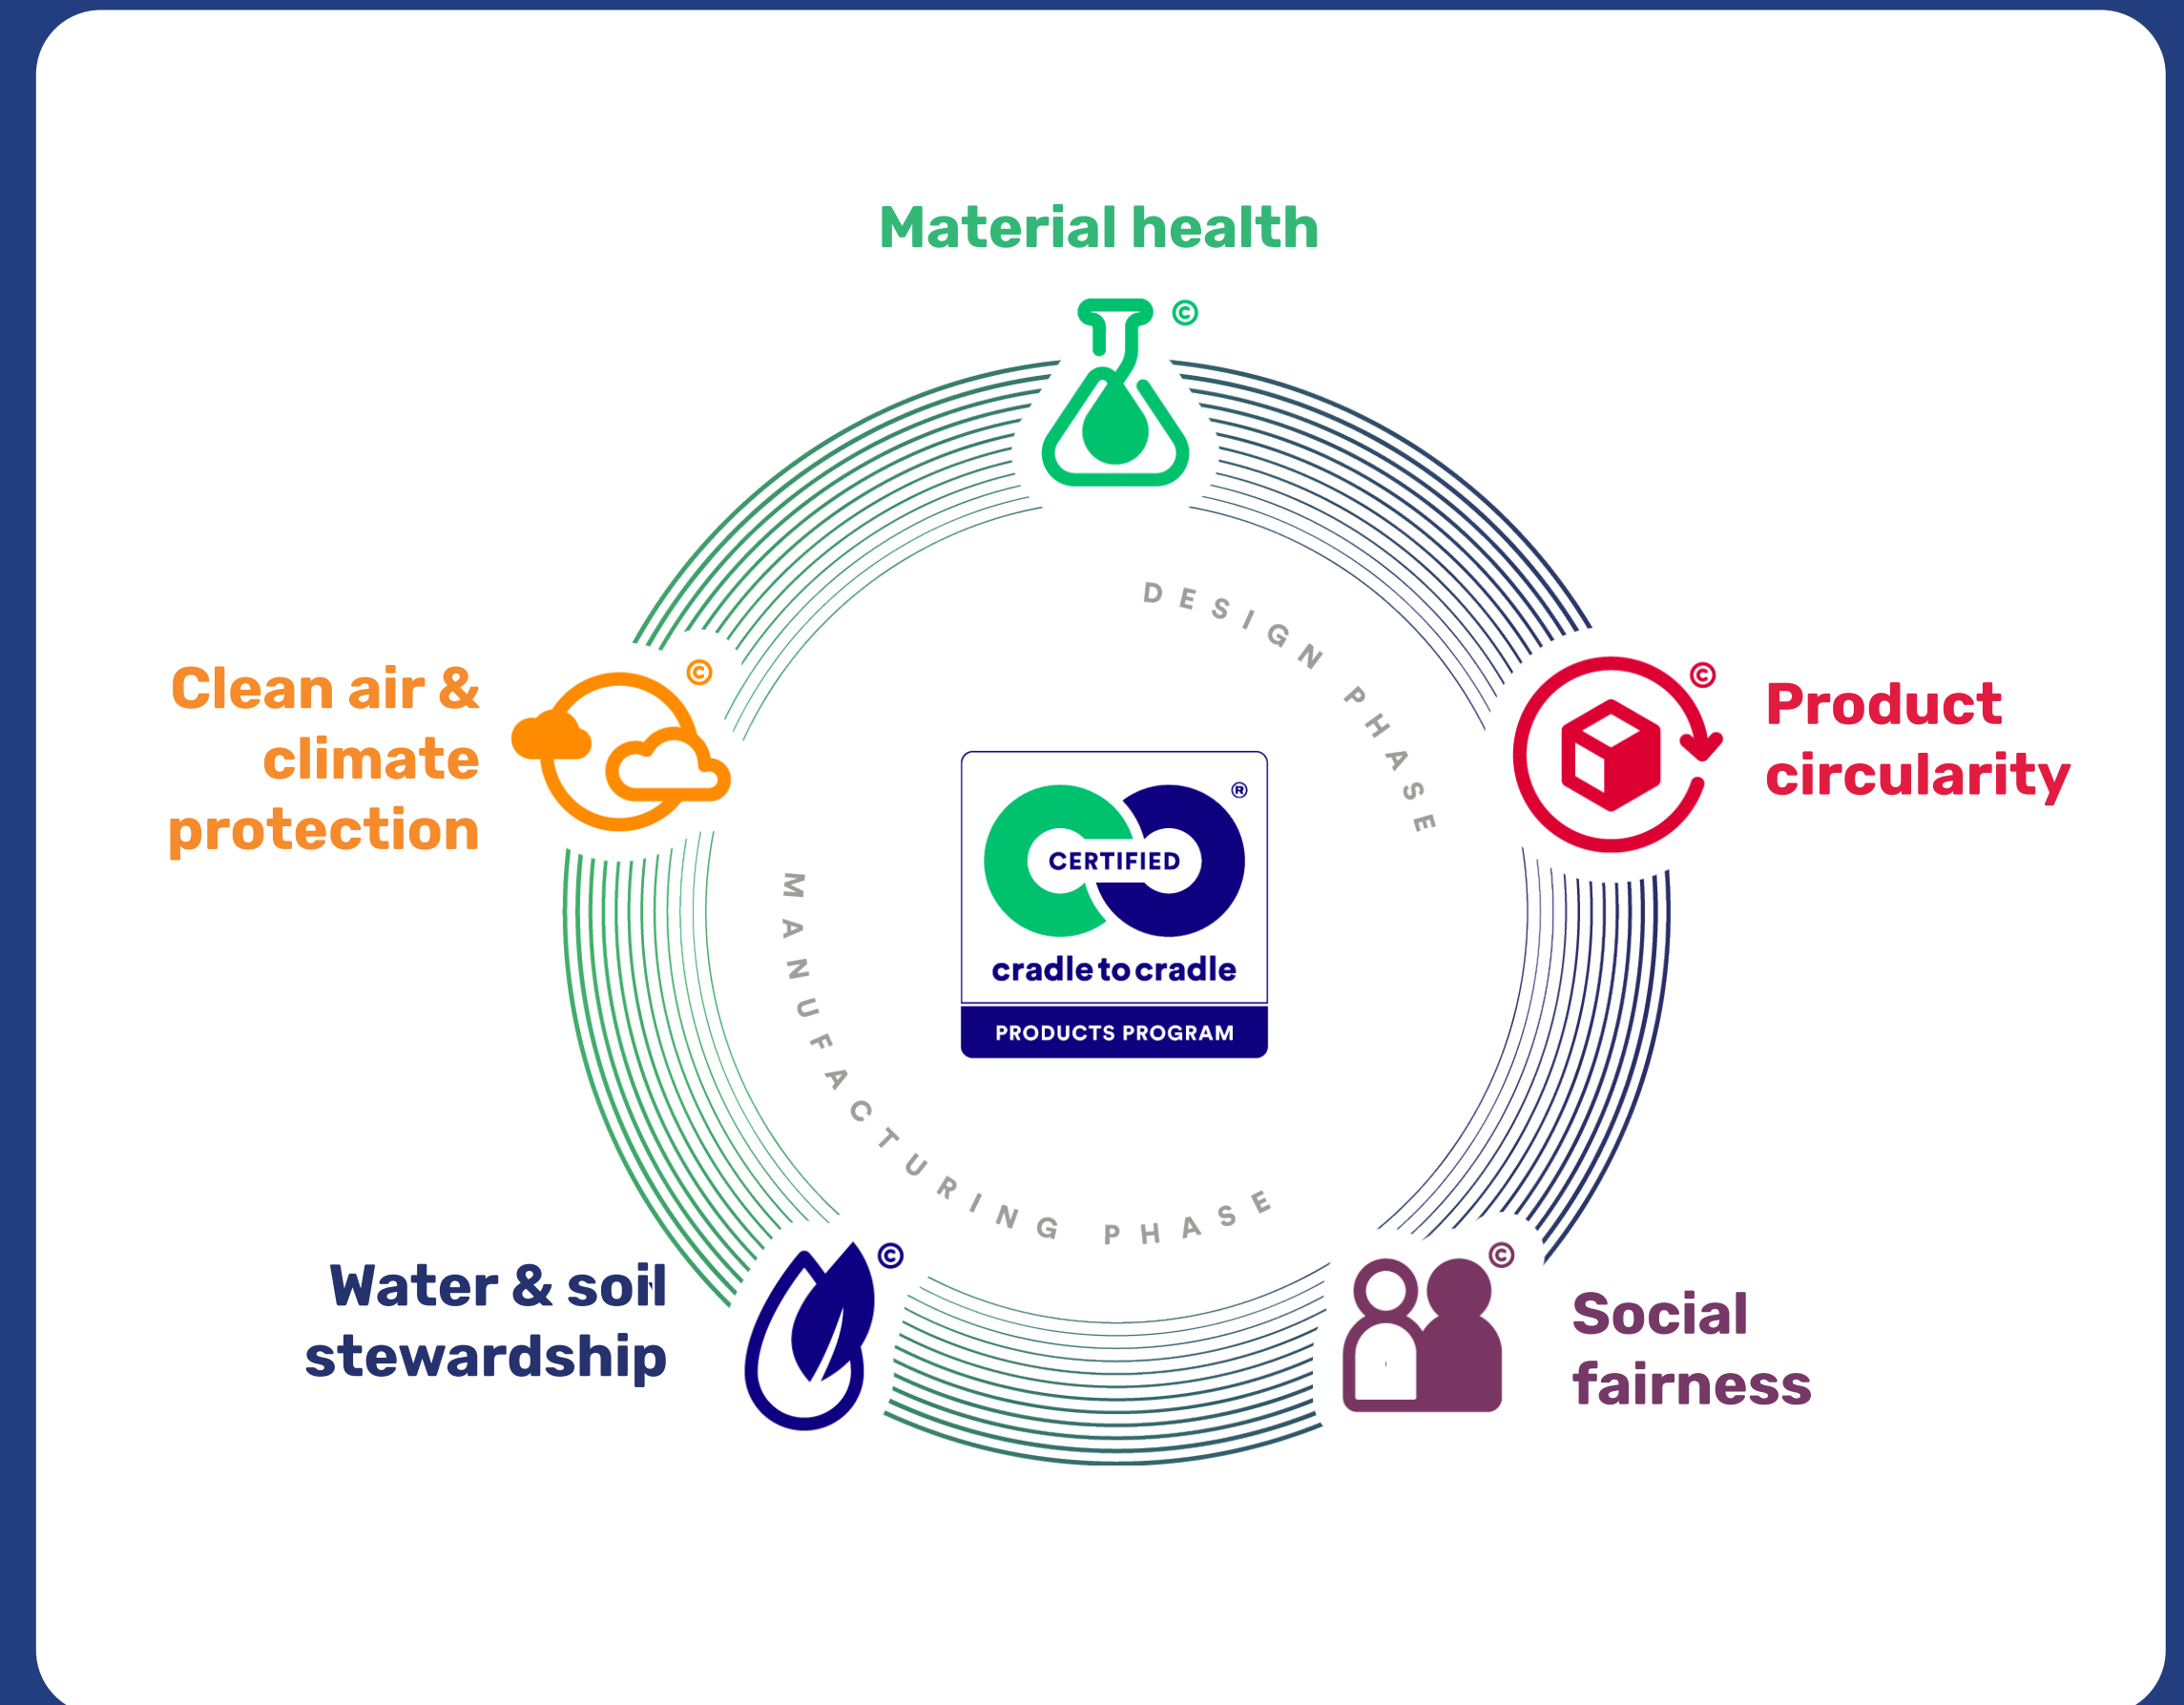 Material health
©
DESIGN PHASE
Clean air &
climate
protection
©
©
Product
circularity
®
CERTIFIED
cradle to cradle
PRODUCTS PROGRAM
MANUFACTURING PHASE
Water & soil
stewardship
©
©
Social
fairness